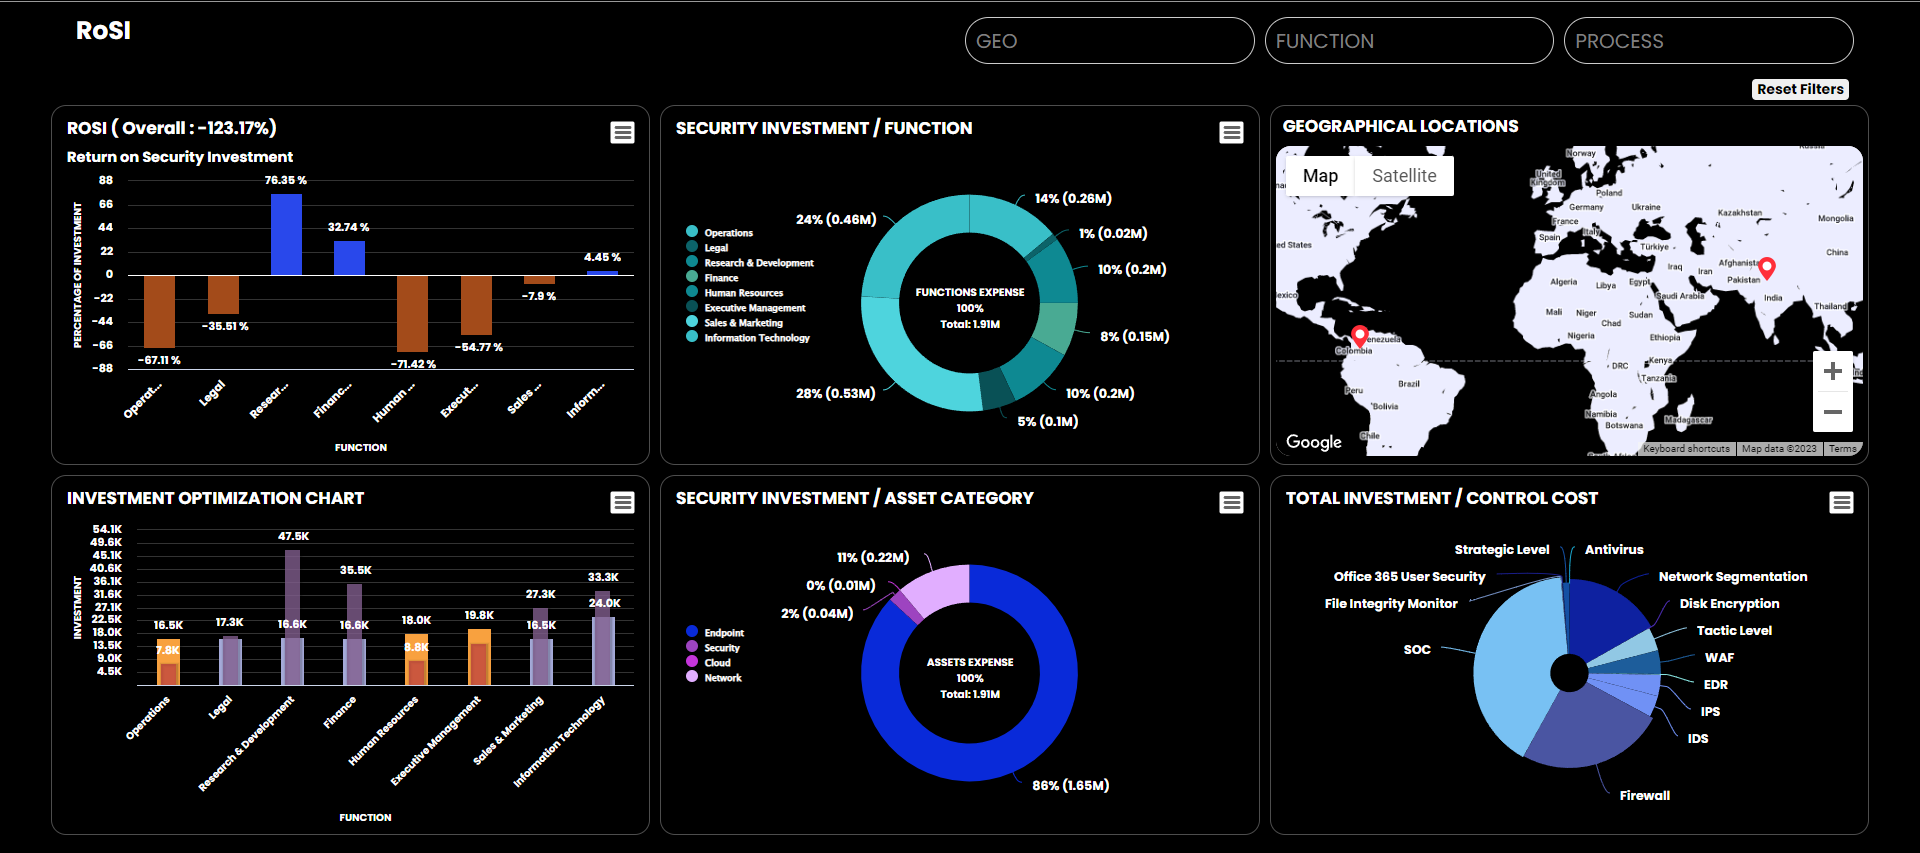 RoSI
GEO
FUNCTION
PROCESS
Reset Filters
ROSI ( Overall : -123.17%)
Return on Security Investment
PERCENTAGE OF INVESTMENT
88
66
44
22
0
-22
-44
-66
-88
-67.11 %
-35.51 %
76.35 %
32.74 %
-71.42 %
-54.77 %
-7.9 %
4.45 %
Operat...
Legal
Resear...
Financ...
Human ...
Execut...
Sales ...
Inform...
FUNCTION
SECURITY INVESTMENT / FUNCTION
Operations
Legal
Research & Development
Finance
Human Resources
Executive Management
Sales & Marketing
Information Technology
FUNCTIONS EXPENSE
100%
Total: 1.91M
14% (0.26M)
1% (0.02M)
10% (0.2M)
8% (0.15M)
10% (0.2M)
5% (0.1M)
28% (0.53M)
24% (0.46M)
GEOGRAPHICAL LOCATIONS
Map
Satellite
Norway
United
Kingdom
Poland
Germany
Ukraine
France
Kazakhstan
Mongolia
Italy
Spain
Türkiye
China
ed States
Iraq
Iran
Afghanista
Pakistan
Algeria
Libya
Egypt
Saudi Arabia
India
Thailand
exico
Mali
Niger
Chad
Sudan
Nigeria
Ethiopia
enezuela
Colombia
DRC
Kenya
Tanzania
Brazil
Peru
Bolivia
Angola
Namibia
Botswana
Madagascar
Chile
Google
Keyboard shortcuts
Map data ©2023
Terms
INVESTMENT OPTIMIZATION CHART
INVESTMENT
54.1K
49.6K
45.1K
40.6K
36.1K
31.6K
27.1K
22.5K
18.0K
13.5K
9.0K
4.5K
16.5K
7.8K
17.3K
47.5K
16.6K
35.5K
16.6K
18.0K
8.8K
19.8K
27.3K
16.5K
33.3K
24.0K
Operations
Legal
Research & Development
Finance
Human Resources
Executive Management
Sales & Marketing
Information Technology
FUNCTION
SECURITY INVESTMENT / ASSET CATEGORY
Endpoint
Security
Cloud
Network
ASSETS EXPENSE
100%
Total: 1.91M
11% (0.22M)
0% (0.01M)
2% (0.04M)
86% (1.65M)
TOTAL INVESTMENT / CONTROL COST
Strategic Level
Antivirus
Office 365 User Security
Network Segmentation
File Integrity Monitor
Disk Encryption
Tactic Level
SOC
WAF
EDR
IPS
IDS
Firewall